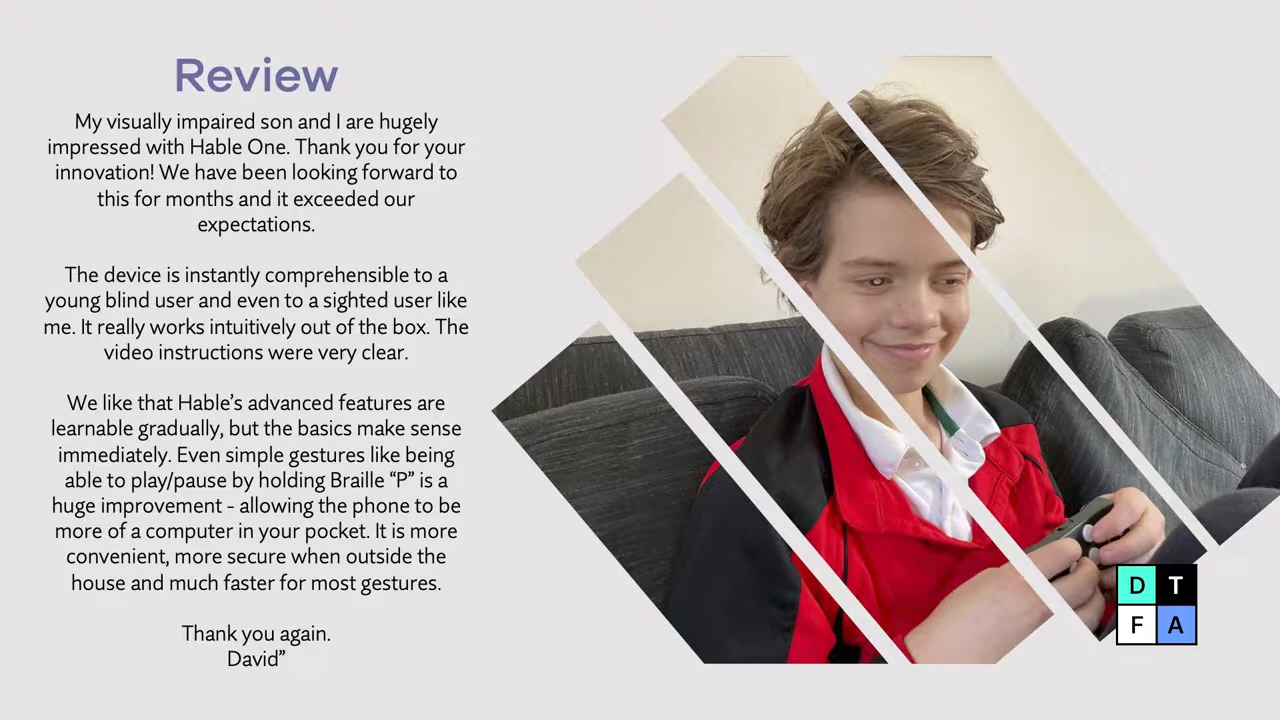 Review
My visually impaired son and I are hugely
impressed with Hable One. Thank you for your
innovation! We have been looking forward to
this for months and it exceeded our
expectations.
The device is instantly comprehensible to a
young blind user and even to a sighted user like
me. It really works intuitively out of the box. The
video instructions were very clear.
We like that Hable’s advanced features are
learnable gradually, but the basics make sense
immediately. Even simple gestures like being
able to play/pause by holding Braille “P” is a
huge improvement - allowing the phone to be
more of a computer in your pocket. It is more
convenient, more secure when outside the
house and much faster for most gestures.
Thank you again.
David”
D T
F A